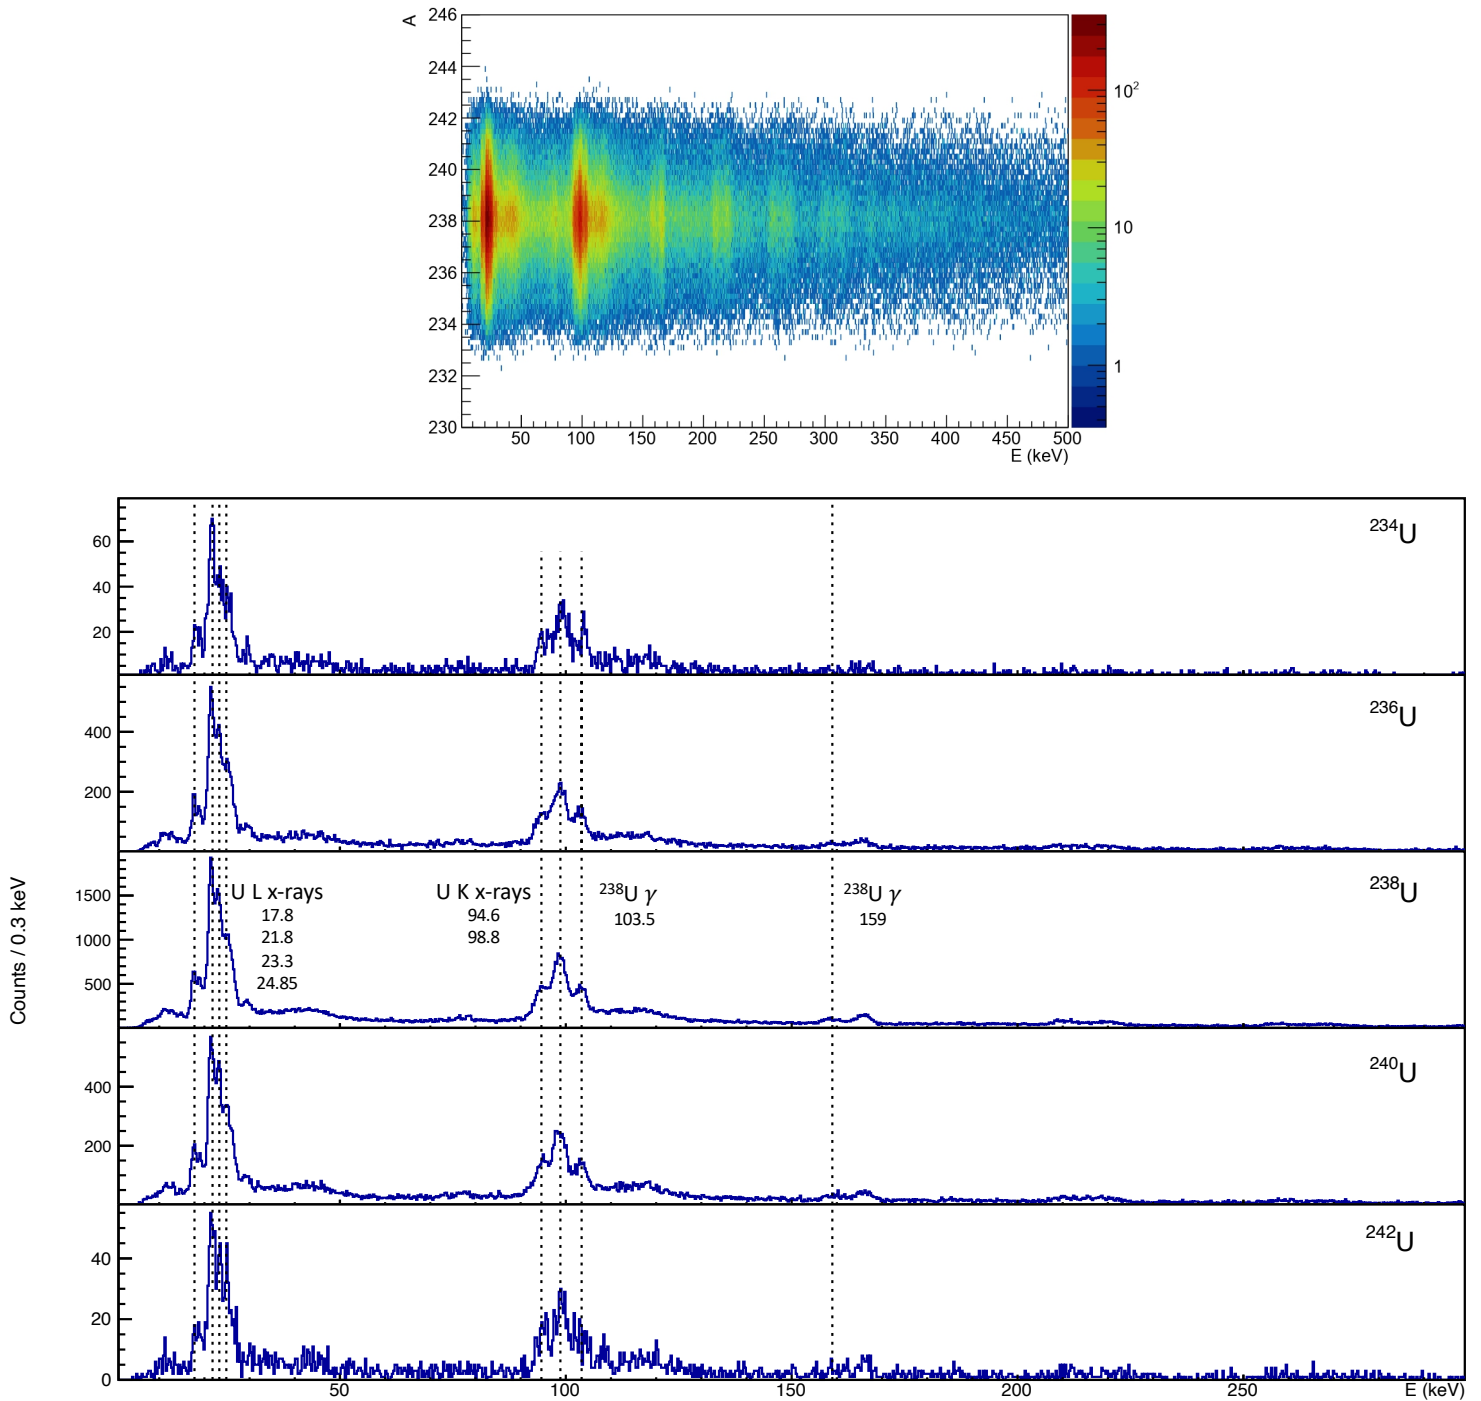 A
246
244
242
240
238
236
234
232
230
50 100 150 200 250 300 350 400 450 500
E (keV)
10²
10
1
Counts / 0.3 keV
60
40
20
²³⁴U
400
200
²³⁶U
1500
1000
500
U L x-rays
17.8
21.8
23.3
24.85
U K x-rays
94.6
98.8
²³⁸U γ
103.5
²³⁸U γ
159
²³⁸U
400
200
²⁴⁰U
40
20
0
²⁴²U
50 100 150 200 250 E (keV)